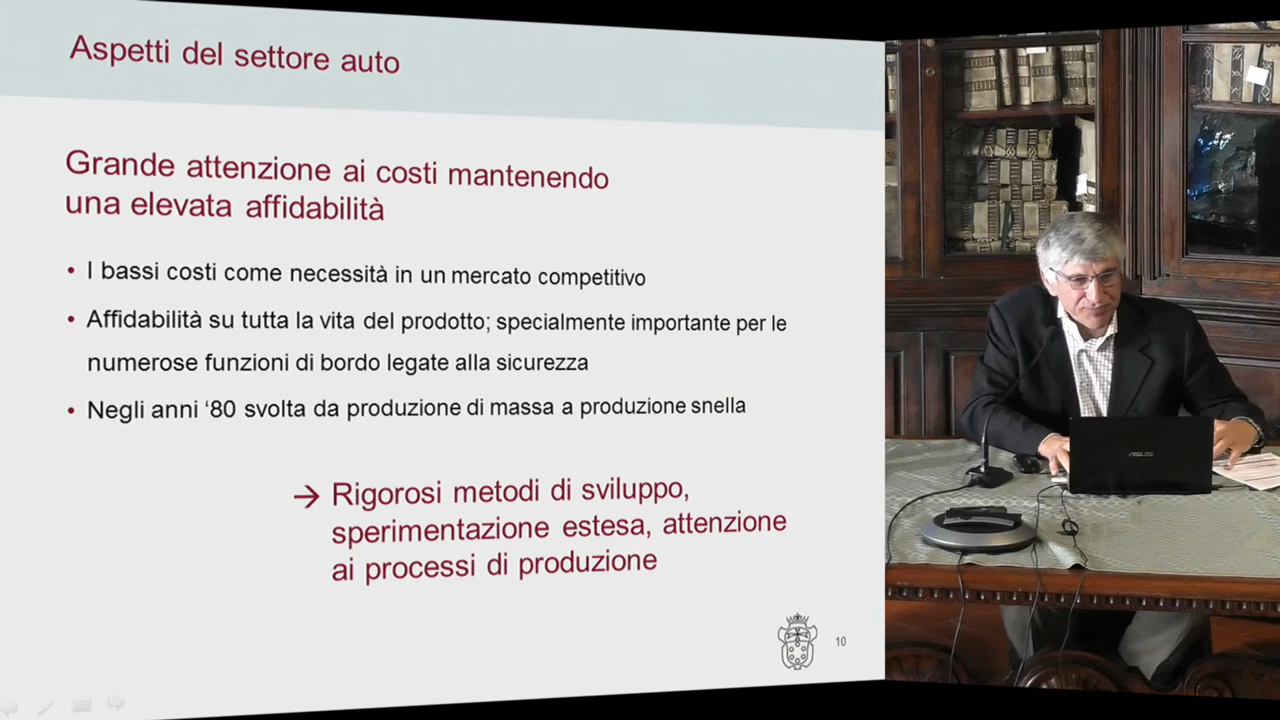 Aspetti del settore auto
Grande attenzione ai costi mantenendo
una elevata affidabilità
• I bassi costi come necessità in un mercato competitivo
• Affidabilità su tutta la vita del prodotto; specialmente importante per le
numerose funzioni di bordo legate alla sicurezza
• Negli anni ‘80 svolta da produzione di massa a produzione snella
→ Rigorosi metodi di sviluppo,
sperimentazione estesa, attenzione
ai processi di produzione
10
ASUS